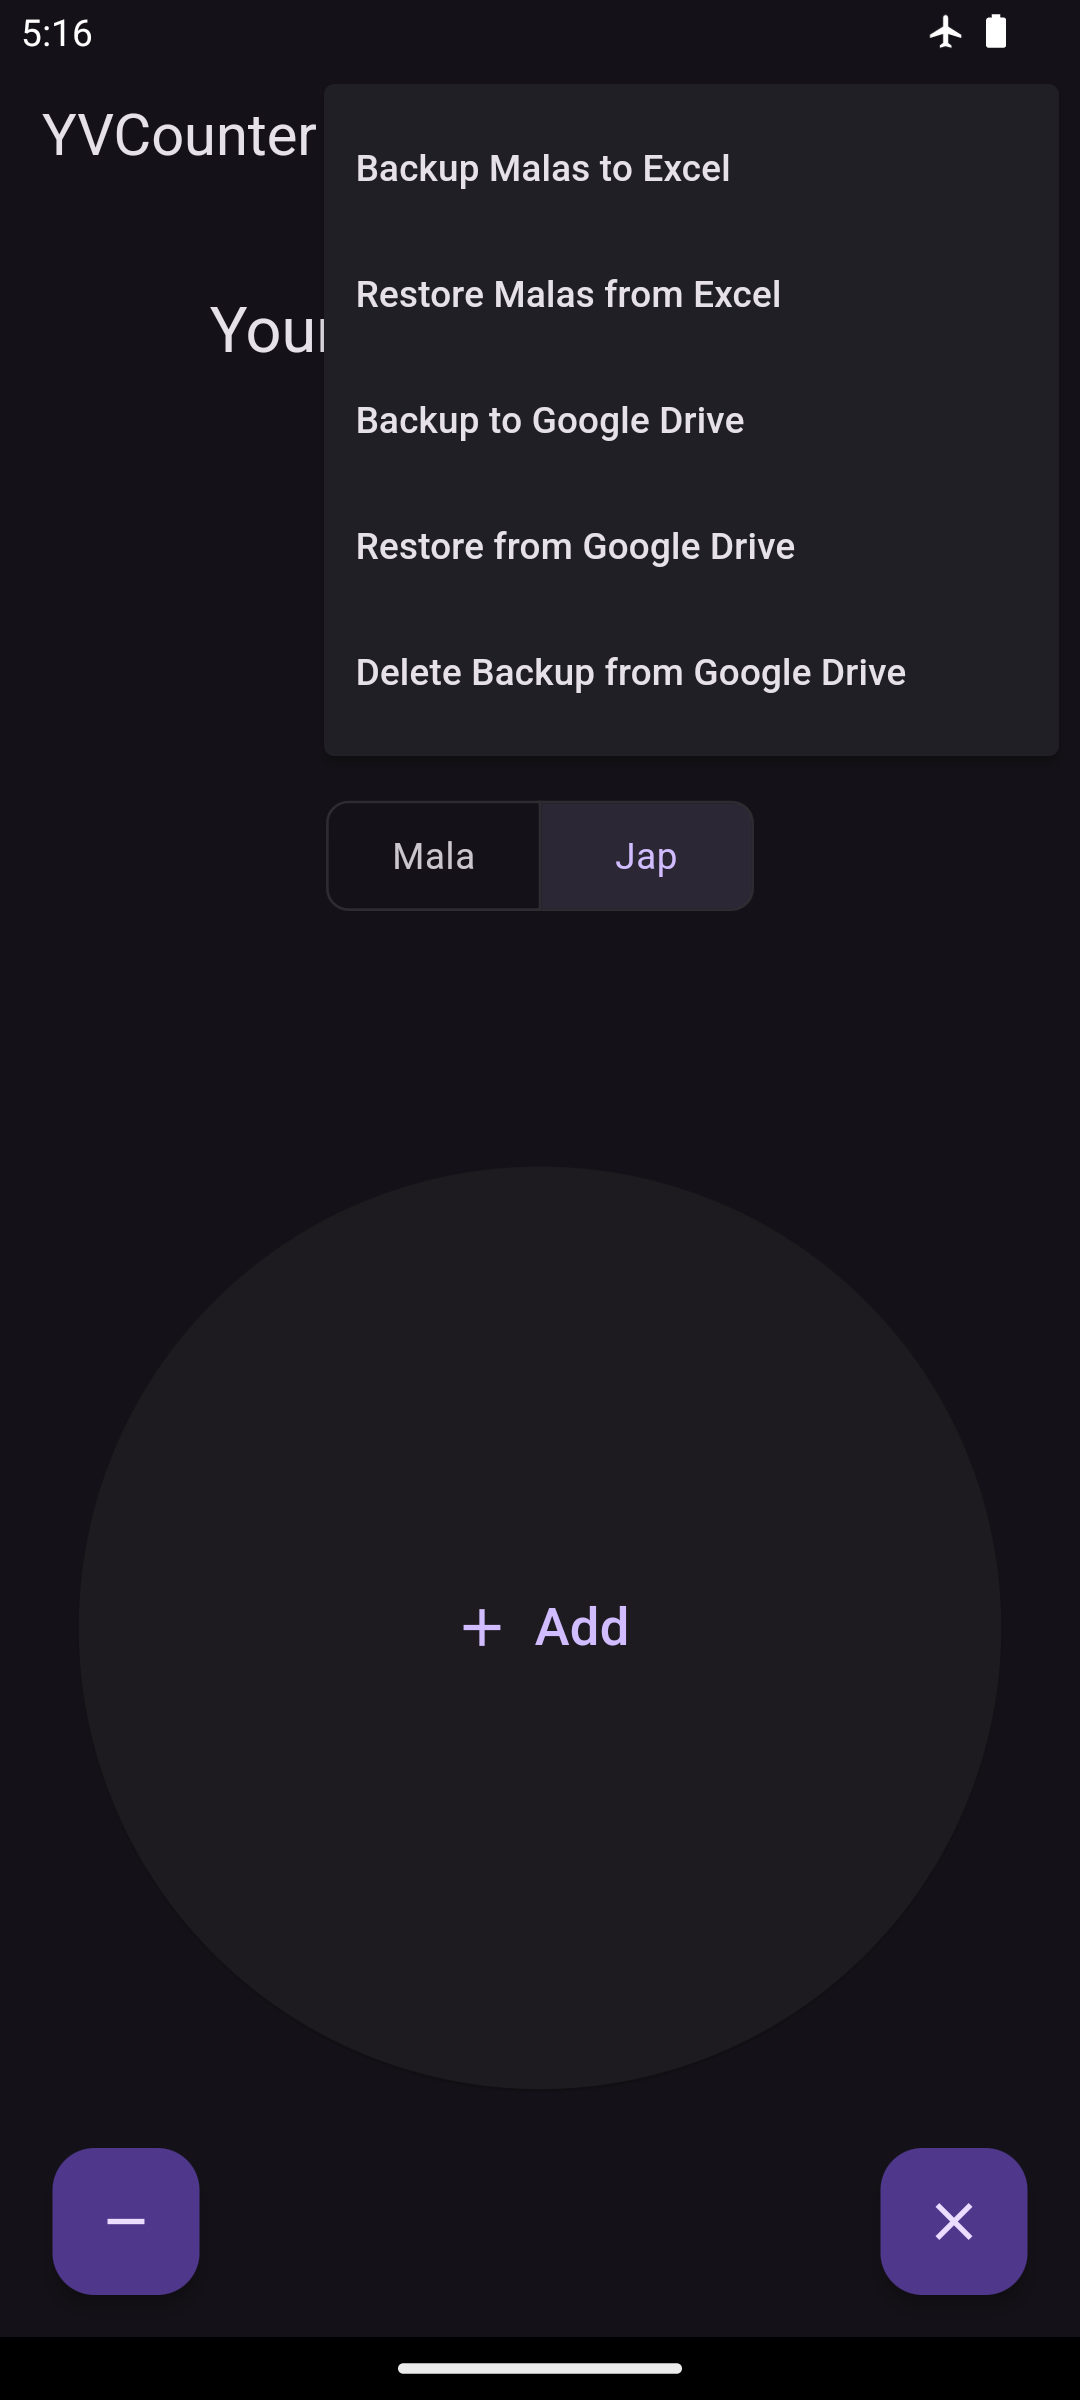 5:16
YVCounter
Backup Malas to Excel
Restore Malas from Excel
Your
Backup to Google Drive
Restore from Google Drive
Delete Backup from Google Drive
Mala
Jap
Add